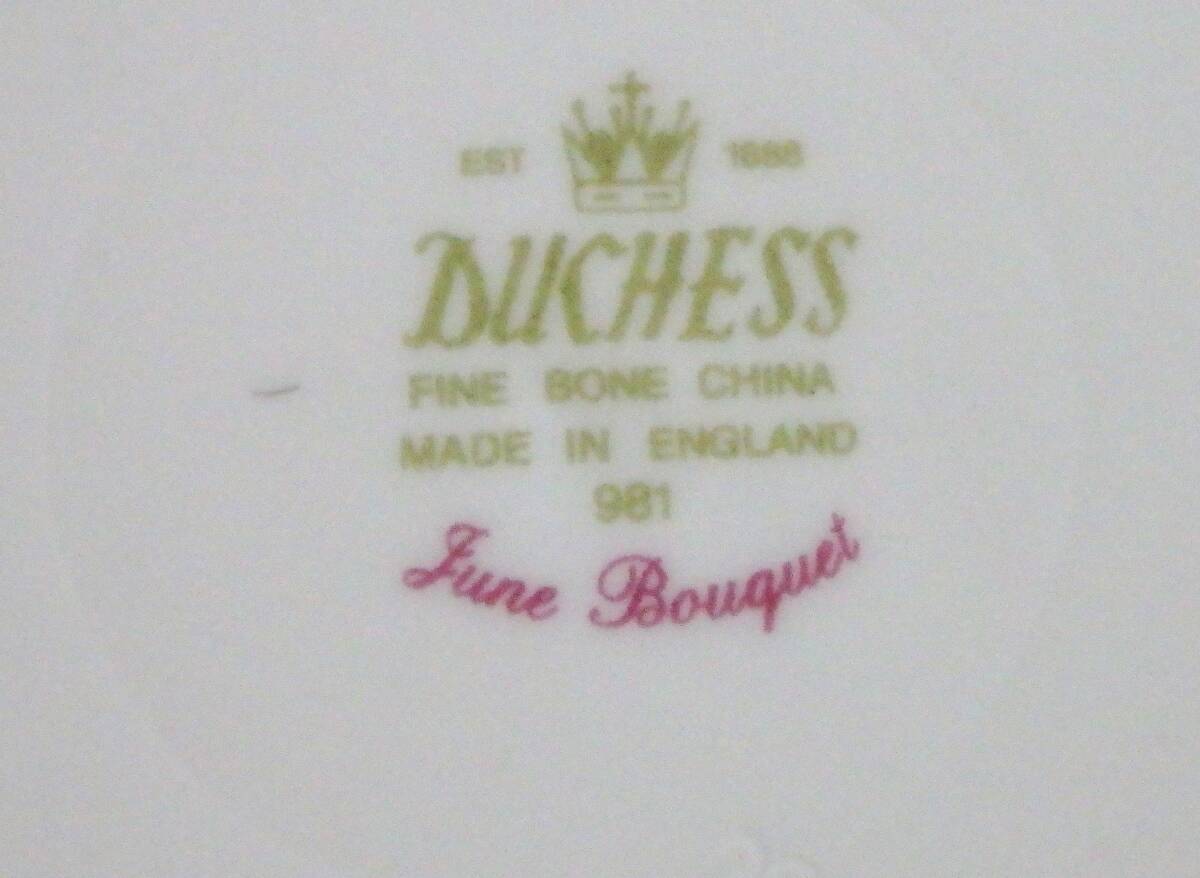 EST 1888
DUCHESS
FINE BONE CHINA
MADE IN ENGLAND
981
June Bouquet